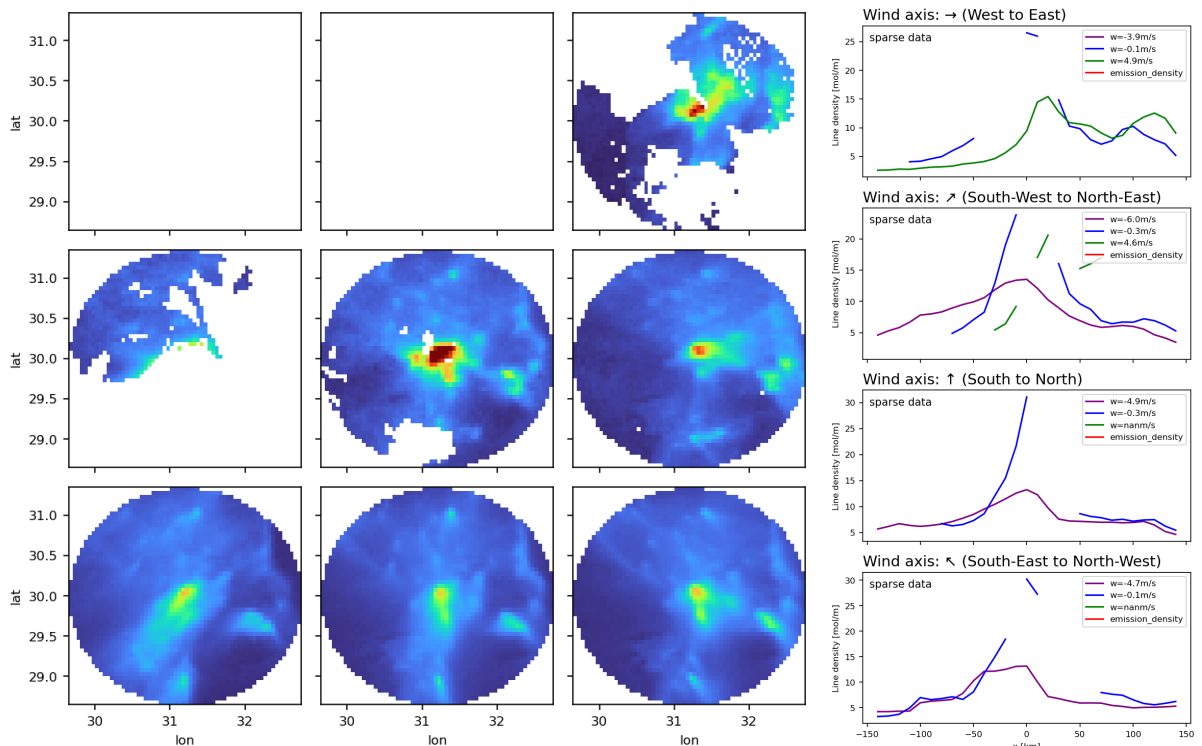 31.0
30.5
30.0
29.5
29.0
lat
31.0
30.5
30.0
29.5
29.0
lat
31.0
30.5
30.0
29.5
29.0
lat
30
31
32
lon
30
31
32
lon
30
31
32
lon
Wind axis: → (West to East)
sparse data
w=-3.9m/s
w=-0.1m/s
w=4.9m/s
emission_density
25
20
15
10
5
Line density [mol/m]
Wind axis: ↗ (South-West to North-East)
sparse data
w=-6.0m/s
w=-0.3m/s
w=4.6m/s
emission_density
20
15
10
5
Line density [mol/m]
Wind axis: ↑ (South to North)
sparse data
w=-4.9m/s
w=-0.3m/s
w=nanm/s
emission_density
30
25
20
15
10
5
Line density [mol/m]
Wind axis: ↖ (South-East to North-West)
sparse data
w=-4.7m/s
w=-0.1m/s
w=nanm/s
emission_density
30
25
20
15
10
5
Line density [mol/m]
−150 −100 −50 0 50 100 150